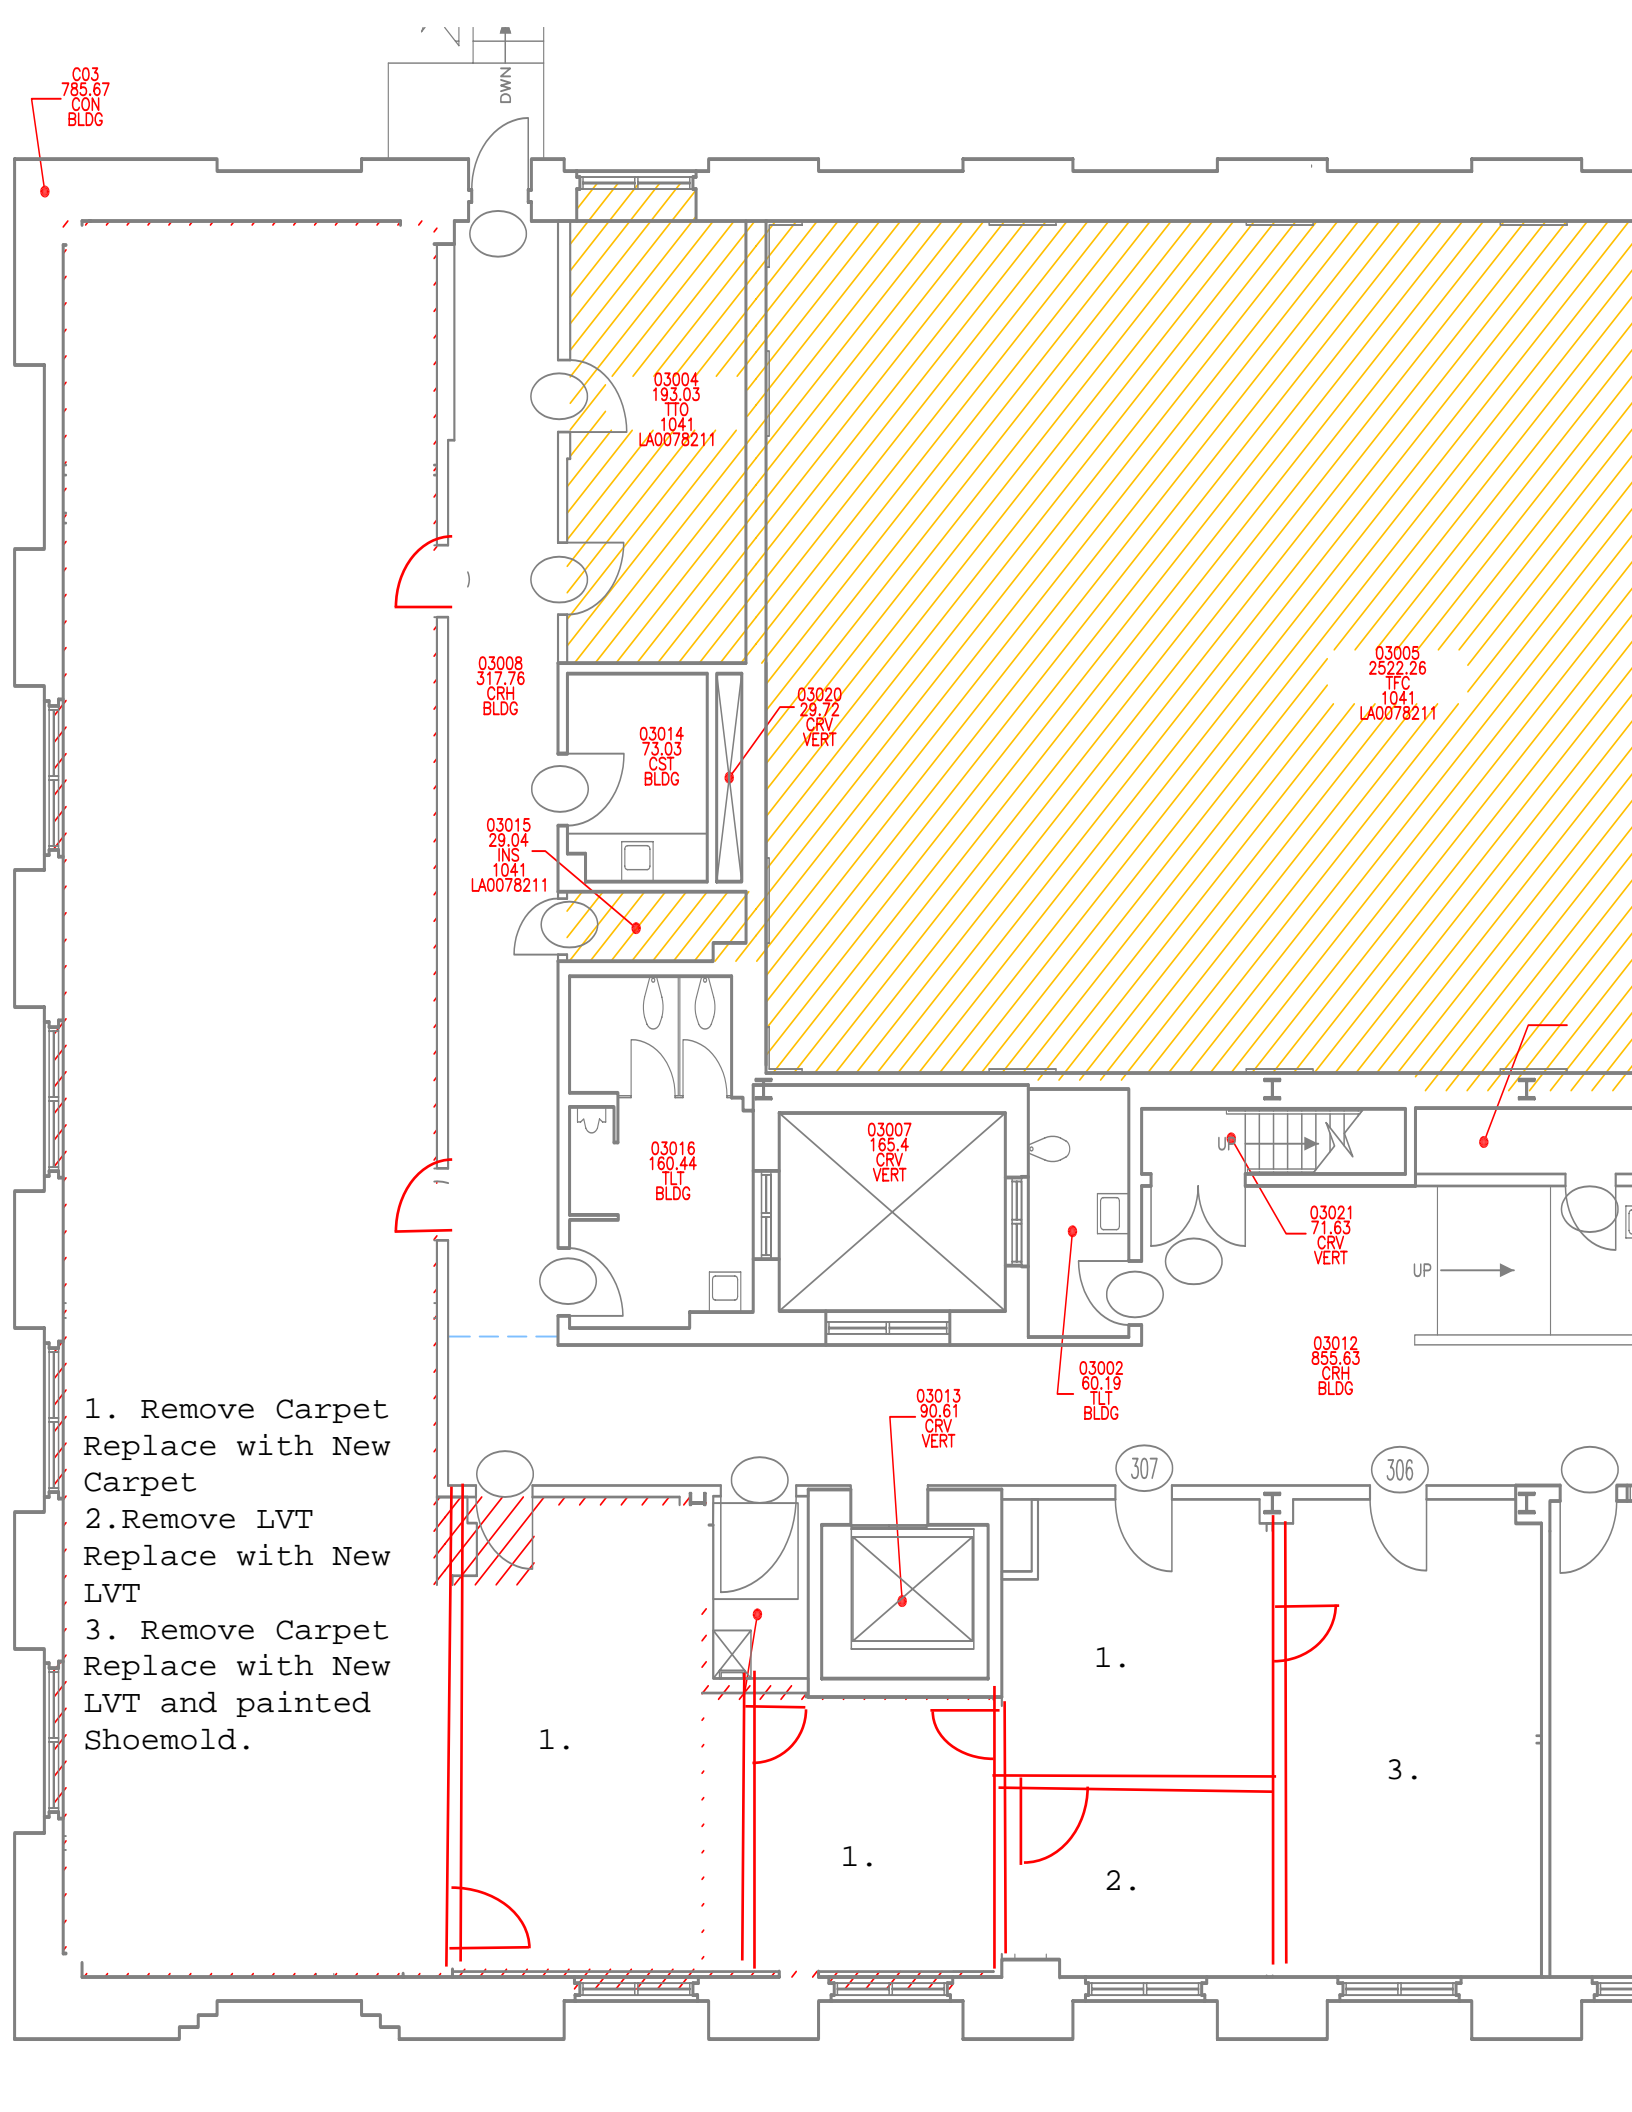 DWN
C03
785.67
CON
BLDG
03004
193.03
TTO
1041
LA0078211
03005
2522.26
TFC
1041
LA0078211
03008
317.76
CRH
BLDG
03020
29.72
CRV
VERT
03014
73.03
CST
BLDG
03015
29.04
INS
1041
LA0078211
03016
160.44
TLT
BLDG
03007
165.4
CRV
VERT
UP
03021
71.63
CRV
VERT
UP
03012
855.63
CRH
BLDG
03002
60.19
TLT
BLDG
03013
90.61
CRV
VERT
307
306
1. Remove Carpet
Replace with New
Carpet
2.Remove LVT
Replace with New
LVT
3. Remove Carpet
Replace with New
LVT and painted
Shoemold.
1.
1.
1.
2.
3.